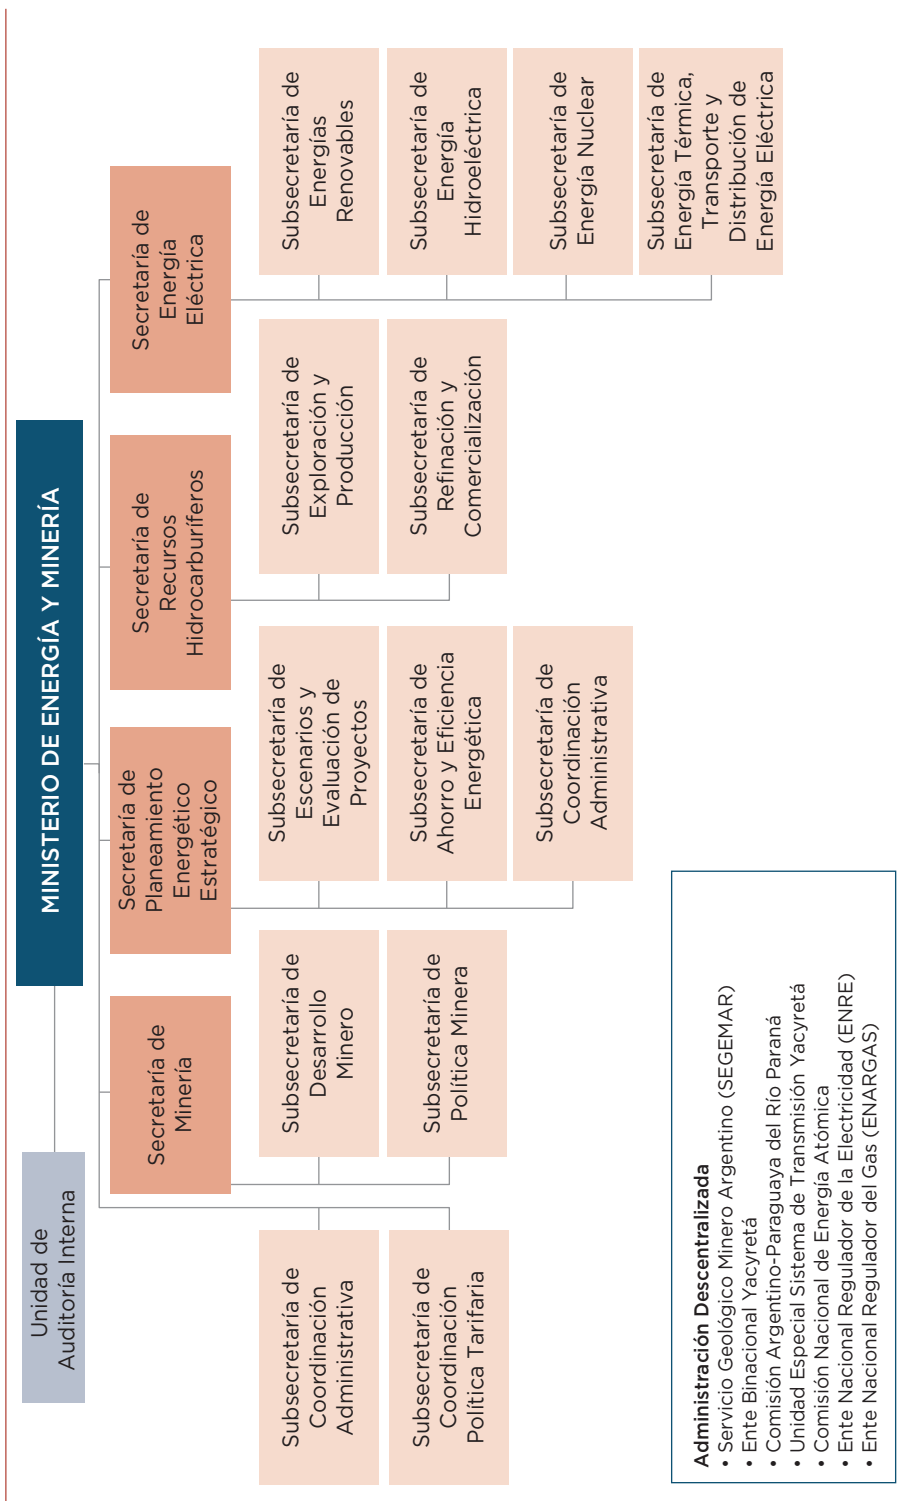 MINISTERIO DE ENERGÍA Y MINERÍA
Unidad de
Auditoría Interna
Secretaría de
Minería
Secretaría de
Planeamiento
Energético
Estratégico
Secretaría de
Recursos
Hidrocarburíferos
Secretaría de
Energía
Eléctrica
Subsecretaría de
Coordinación
Administrativa
Subsecretaría de
Coordinación
Política Tarifaria
Subsecretaría de
Desarrollo
Minero
Subsecretaría de
Política Minera
Subsecretaría de
Escenarios y
Evaluación de
Proyectos
Subsecretaría de
Ahorro y Eficiencia
Energética
Subsecretaría de
Coordinación
Administrativa
Subsecretaría de
Exploración y
Producción
Subsecretaría de
Refinación y
Comercialización
Subsecretaría de
Energías
Renovables
Subsecretaría de
Energía
Hidroeléctrica
Subsecretaría de
Energía Nuclear
Subsecretaría de
Energía Térmica,
Transporte y
Distribución de
Energía Eléctrica
Administración Descentralizada
• Servicio Geológico Minero Argentino (SEGEMAR)
• Ente Binacional Yacyretá
• Comisión Argentino-Paraguaya del Río Paraná
• Unidad Especial Sistema de Transmisión Yacyretá
• Comisión Nacional de Energía Atómica
• Ente Nacional Regulador de la Electricidad (ENRE)
• Ente Nacional Regulador del Gas (ENARGAS)